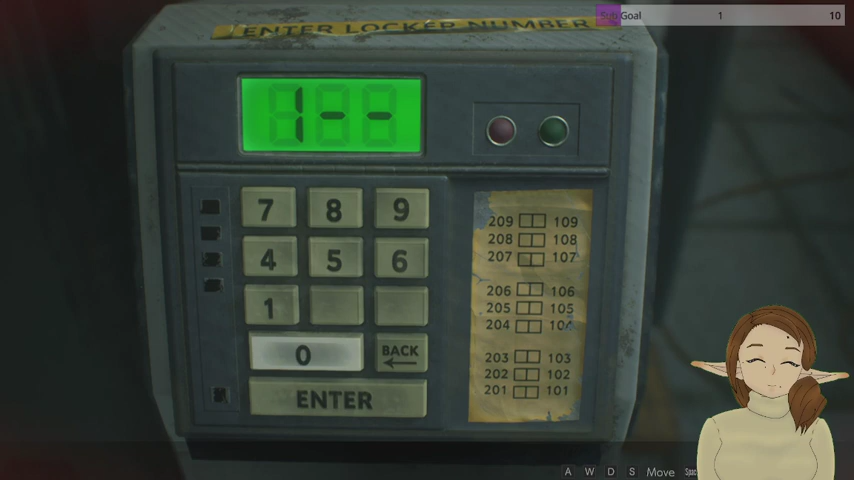 ENTER LOCKER NUMBER
Sub Goal 1 10
1--
7 8 9
4 5 6
1
0 BACK
ENTER
209 109
208 108
207 107
206 106
205 105
204 104
203 103
202 102
201 101
A W D S Move